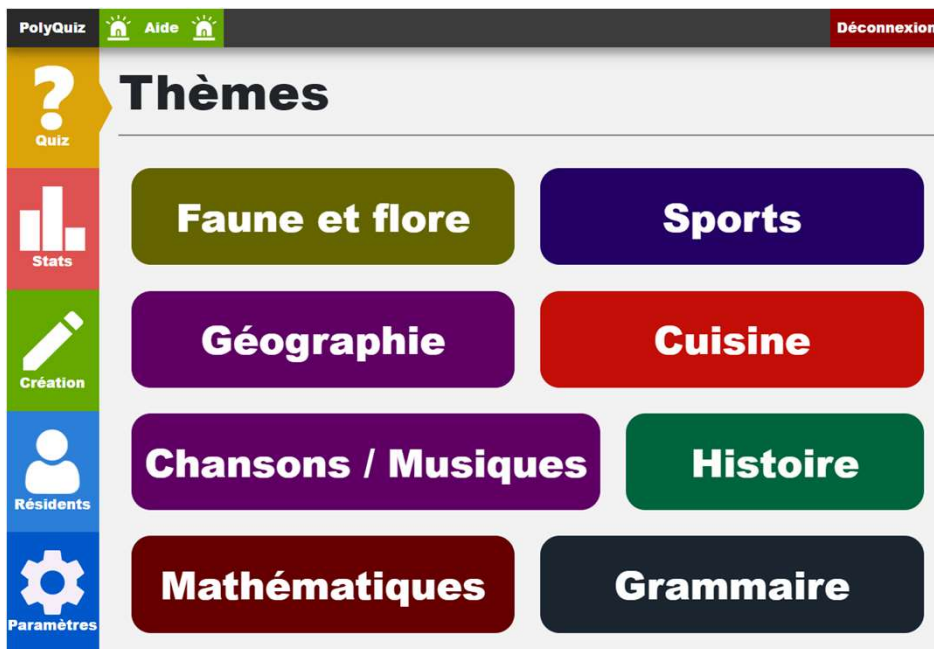 PolyQuiz Aide Déconnexion
Quiz
Thèmes
Faune et flore Sports
Stats
Géographie Cuisine
Création
Chansons / Musiques Histoire
Résidents
Mathématiques Grammaire
Paramètres